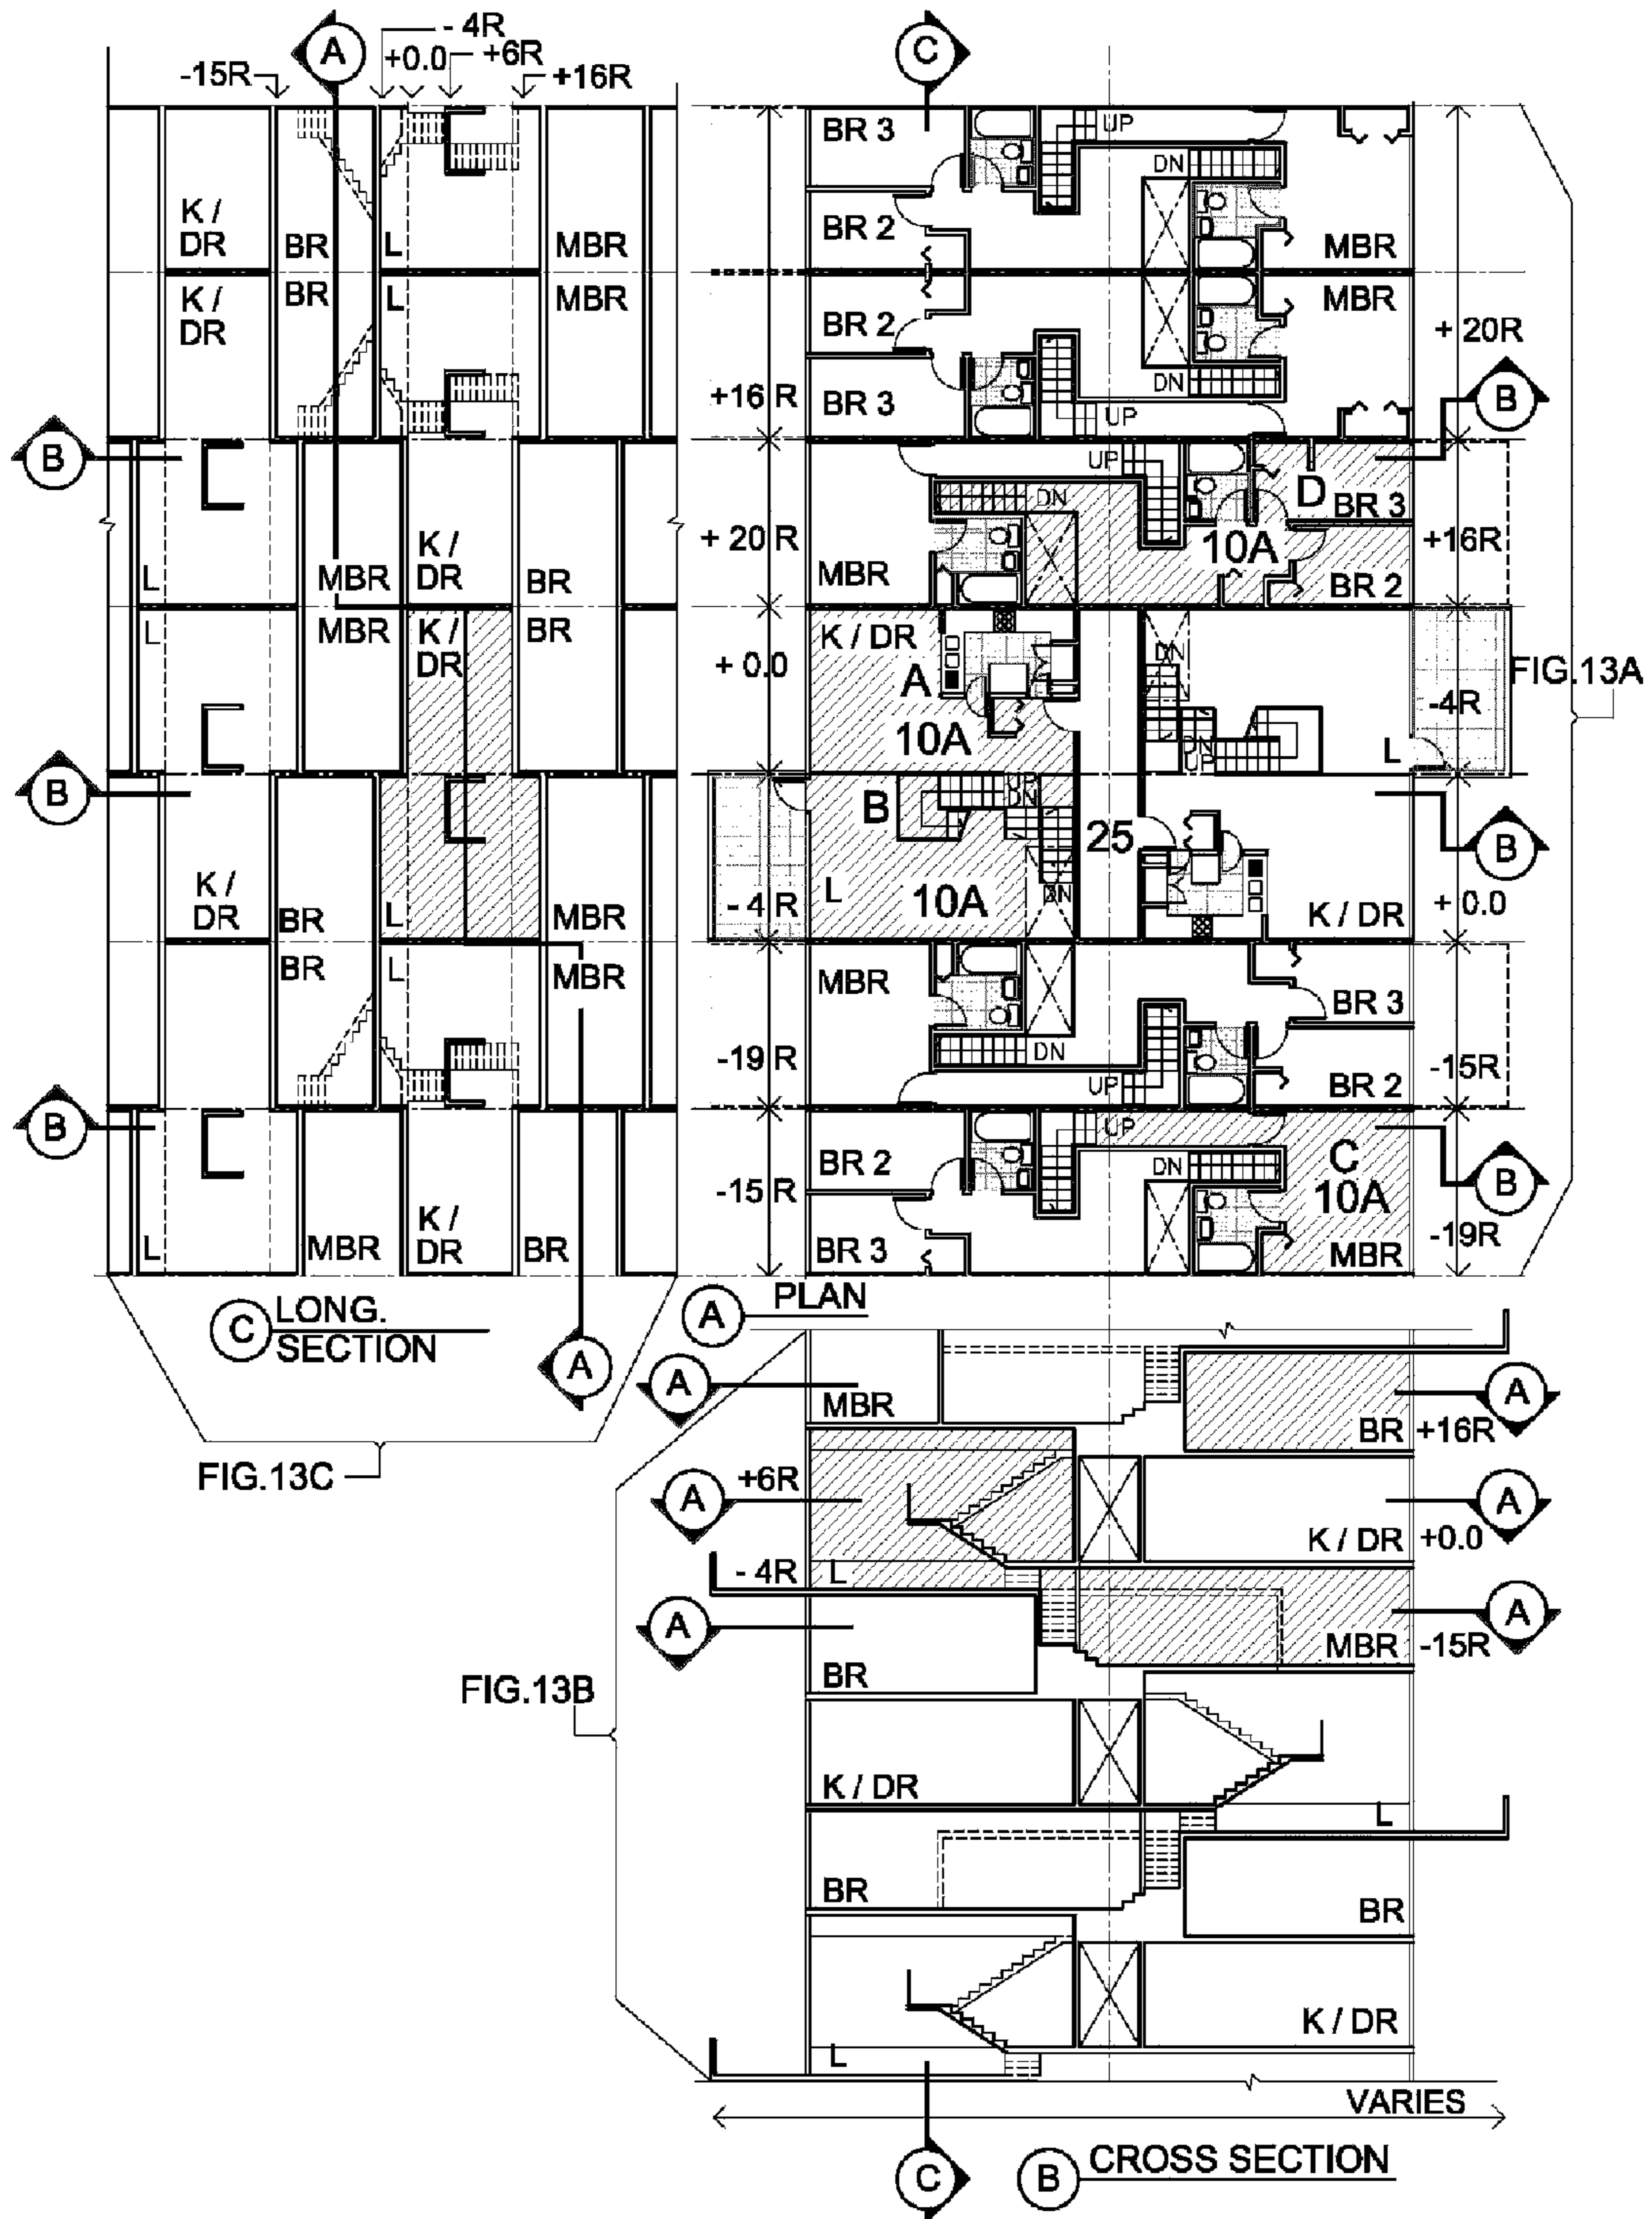 A
- 4R
C
+0.0
+6R
-15R
+16R
BR 3
UP
DN
K /
DR
BR
L
MBR
BR 2
MBR
K /
DR
BR
L
MBR
BR 2
MBR
+ 20R
+16 R
BR 3
DN
UP
B
B
UP
D
BR 3
DN
K /
DR
+ 20 R
10A
+16R
L
MBR
BR
MBR
BR 2
L
MBR
K /
DR
BR
K / DR
DN
+ 0.0
A
FIG.13A
-4R
10A
DN
UP
L
B
UP
DN
B
25
B
K /
DR
BR
L
MBR
- 4 R
L
10A
DN
K / DR
+ 0.0
BR
L
MBR
MBR
BR 3
-19 R
DN
UP
BR 2
-15R
B
UP
BR 2
DN
C
10A
B
-15 R
K /
DR
L
MBR
BR
BR 3
MBR
-19R
C
LONG.
SECTION
A
PLAN
A
A
A
MBR
BR
+16R
FIG.13C
+6R
A
A
K / DR
+0.0
- 4R
L
A
A
MBR
-15R
BR
FIG.13B
K / DR
L
BR
BR
K / DR
L
VARIES
C
B
CROSS SECTION